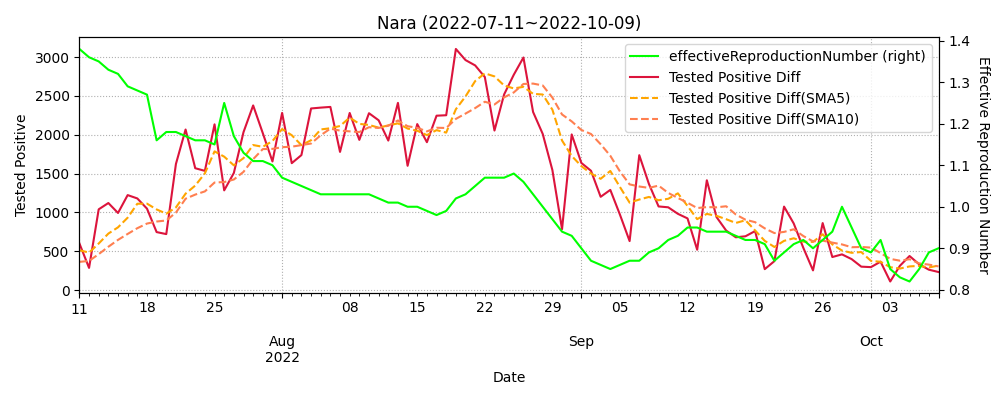 Nara (2022-07-11~2022-10-09)
effectiveReproductionNumber (right)
Tested Positive Diff
Tested Positive Diff(SMA5)
Tested Positive Diff(SMA10)
Tested Positive
3000
2500
2000
1500
1000
500
0
1.4
1.3
1.2
1.1
1.0
0.9
0.8
Effective Reproduction Number
11 18 25 08 15 22 29 05 12 19 26 03
Aug Sep Oct
2022
Date